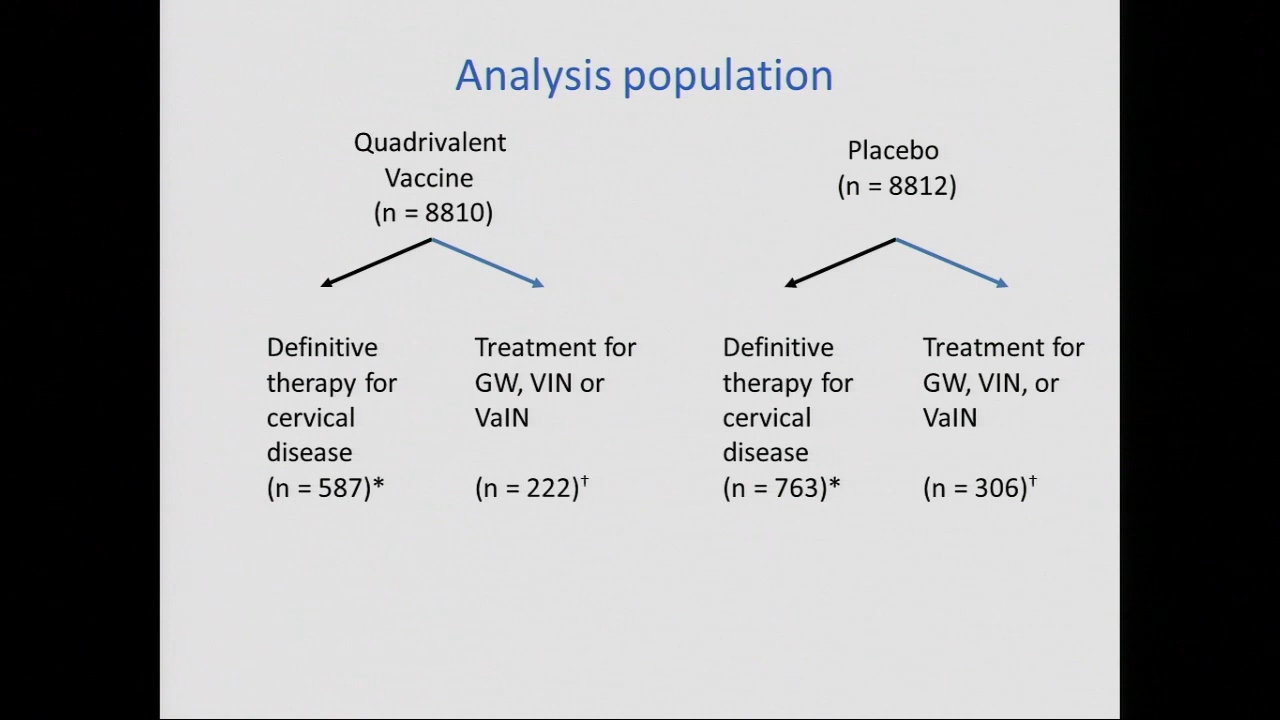 Analysis population
Quadrivalent
Vaccine
(n = 8810)
Placebo
(n = 8812)
Definitive
therapy for
cervical
disease
(n = 587)*
Treatment for
GW, VIN or
VaIN
(n = 222)†
Definitive
therapy for
cervical
disease
(n = 763)*
Treatment for
GW, VIN, or
VaIN
(n = 306)†